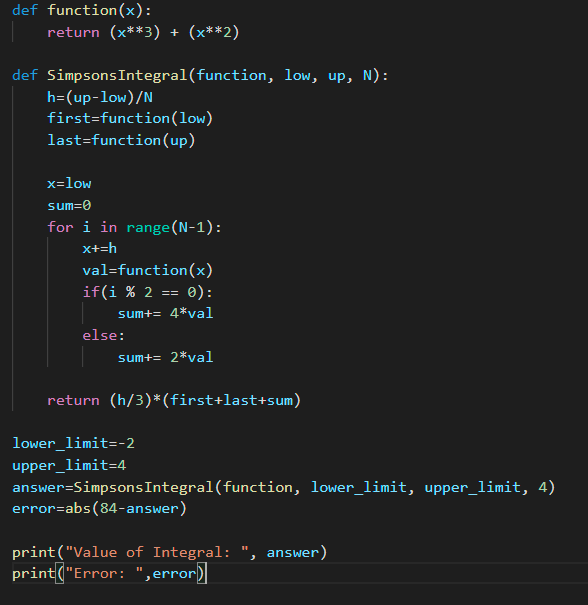 def function(x):
    return (x**3) + (x**2)

def SimpsonsIntegral(function, low, up, N):
    h=(up-low)/N
    first=function(low)
    last=function(up)

    x=low
    sum=0
    for i in range(N-1):
        x+=h
        val=function(x)
        if(i % 2 == 0):
            sum+= 4*val
        else:
            sum+= 2*val

    return (h/3)*(first+last+sum)

lower_limit=-2
upper_limit=4
answer=SimpsonsIntegral(function, lower_limit, upper_limit, 4)
error=abs(84-answer)

print("Value of Integral: ", answer)
print("Error: ",error)